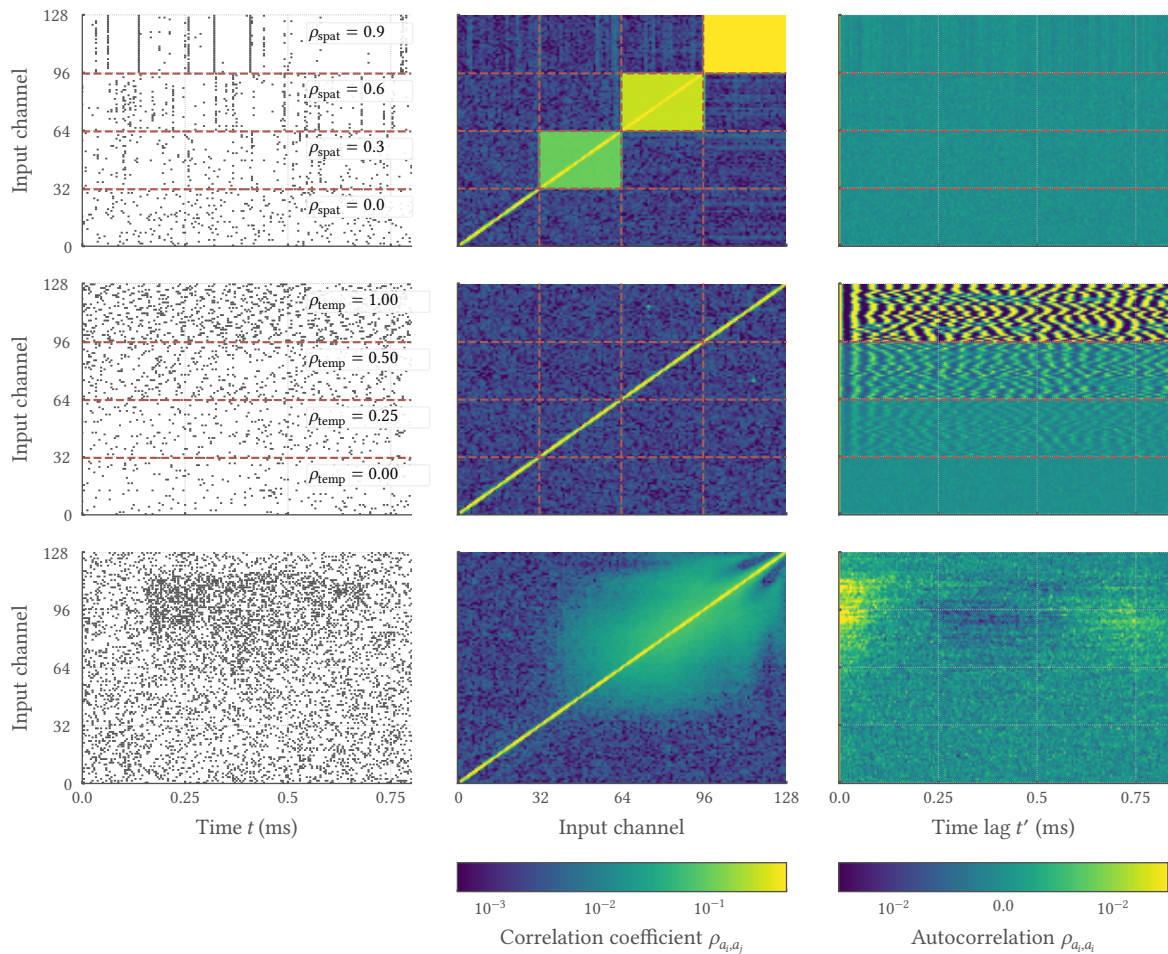 128
96
64
32
0
Input channel
ρspat = 0.9
ρspat = 0.6
ρspat = 0.3
ρspat = 0.0
128
96
64
32
0
Input channel
ρtemp = 1.00
ρtemp = 0.50
ρtemp = 0.25
ρtemp = 0.00
128
96
64
32
0
Input channel
0.0 0.25 0.5 0.75
Time t (ms)
0 32 64 96 128
Input channel
0.0 0.25 0.5 0.75
Time lag t′ (ms)
10⁻³ 10⁻² 10⁻¹
Correlation coefficient ρaᵢ,aⱼ
10⁻² 0.0 10⁻²
Autocorrelation ρaᵢ,aᵢ